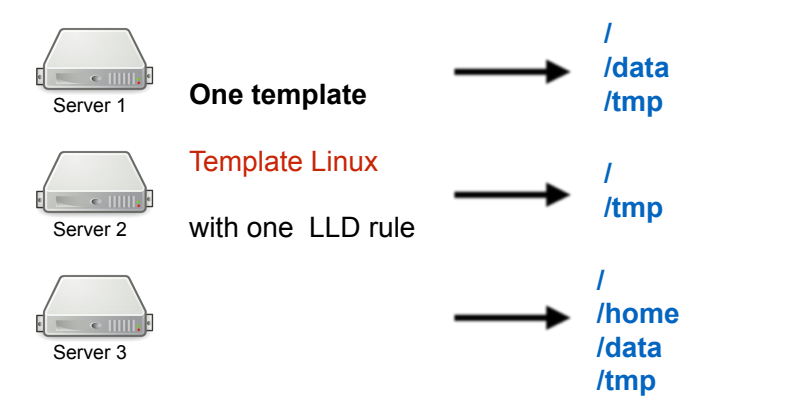 Server 1
One template
/
/data
/tmp
Server 2
Template Linux
with one  LLD rule
/
/tmp
Server 3
/
/home
/data
/tmp